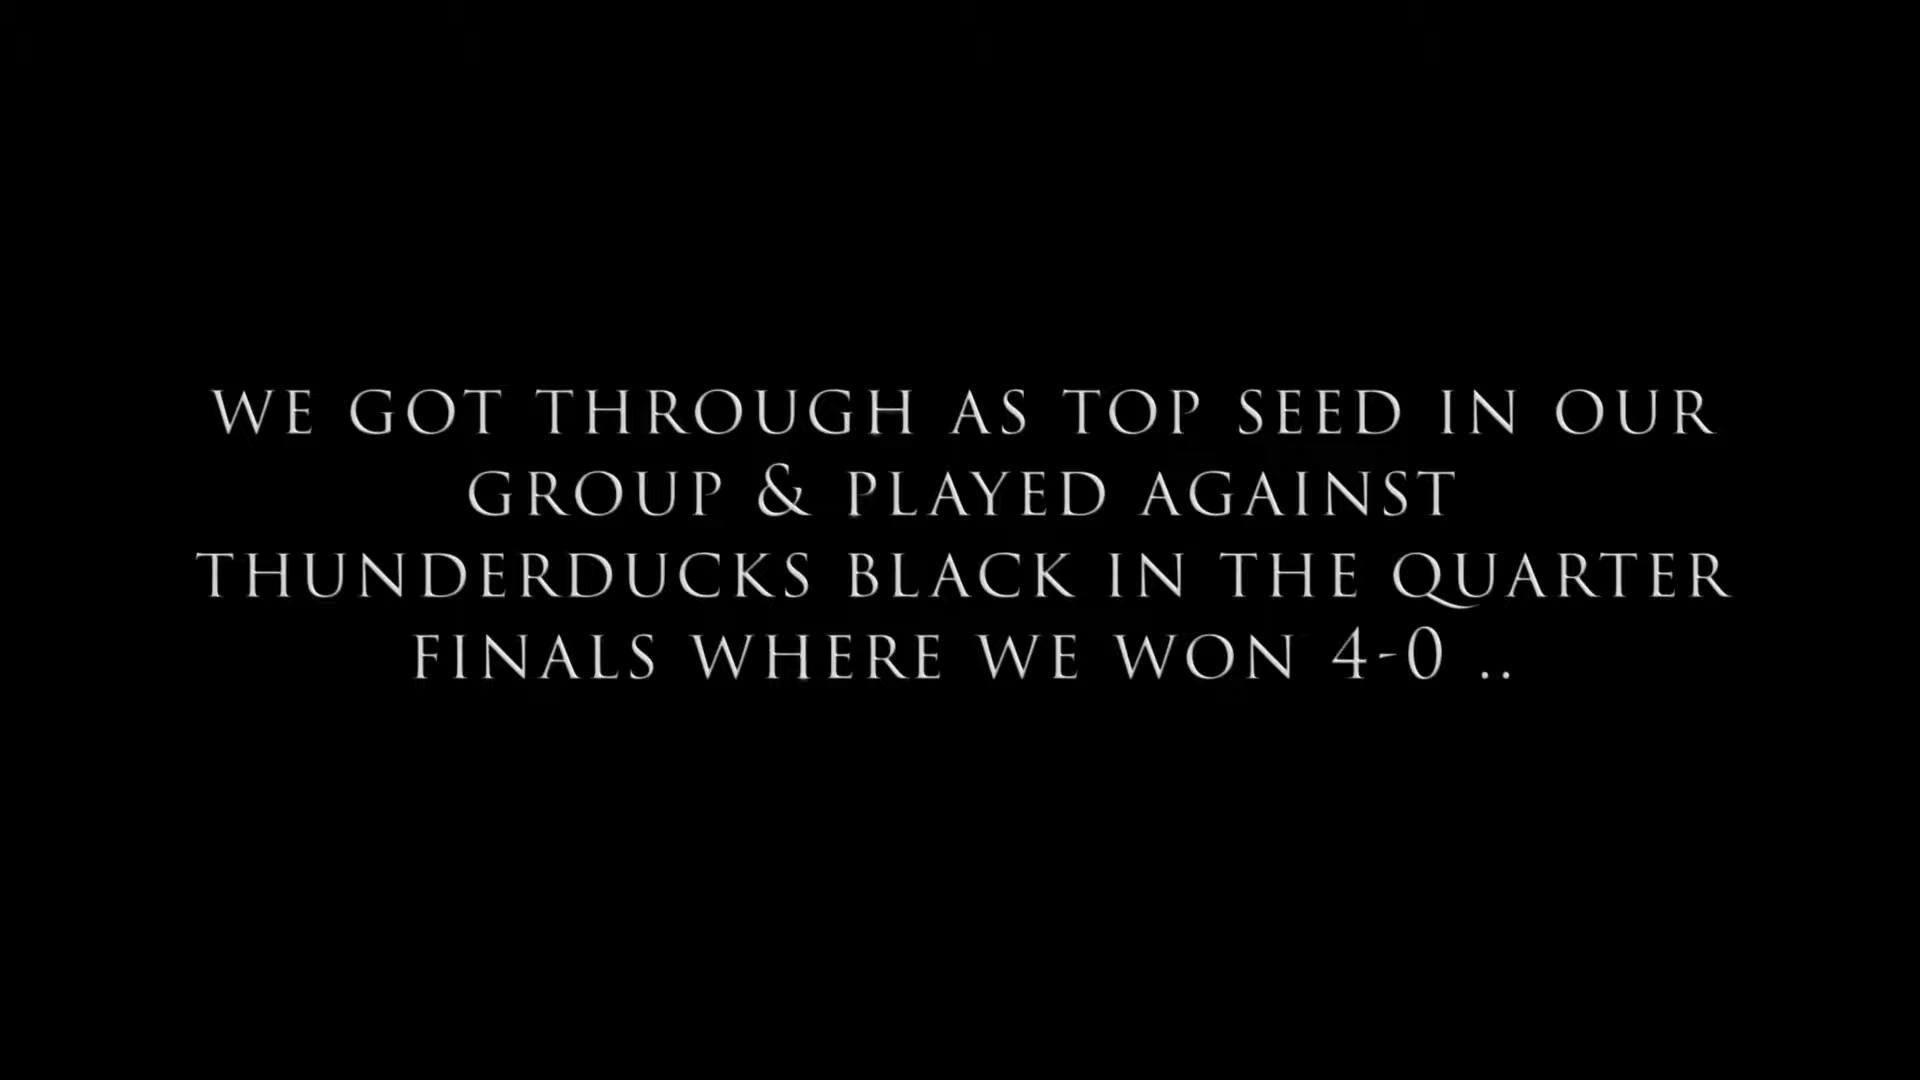 WE GOT THROUGH AS TOP SEED IN OUR
GROUP & PLAYED AGAINST
THUNDERDUCKS BLACK IN THE QUARTER
FINALS WHERE WE WON 4-0 ..